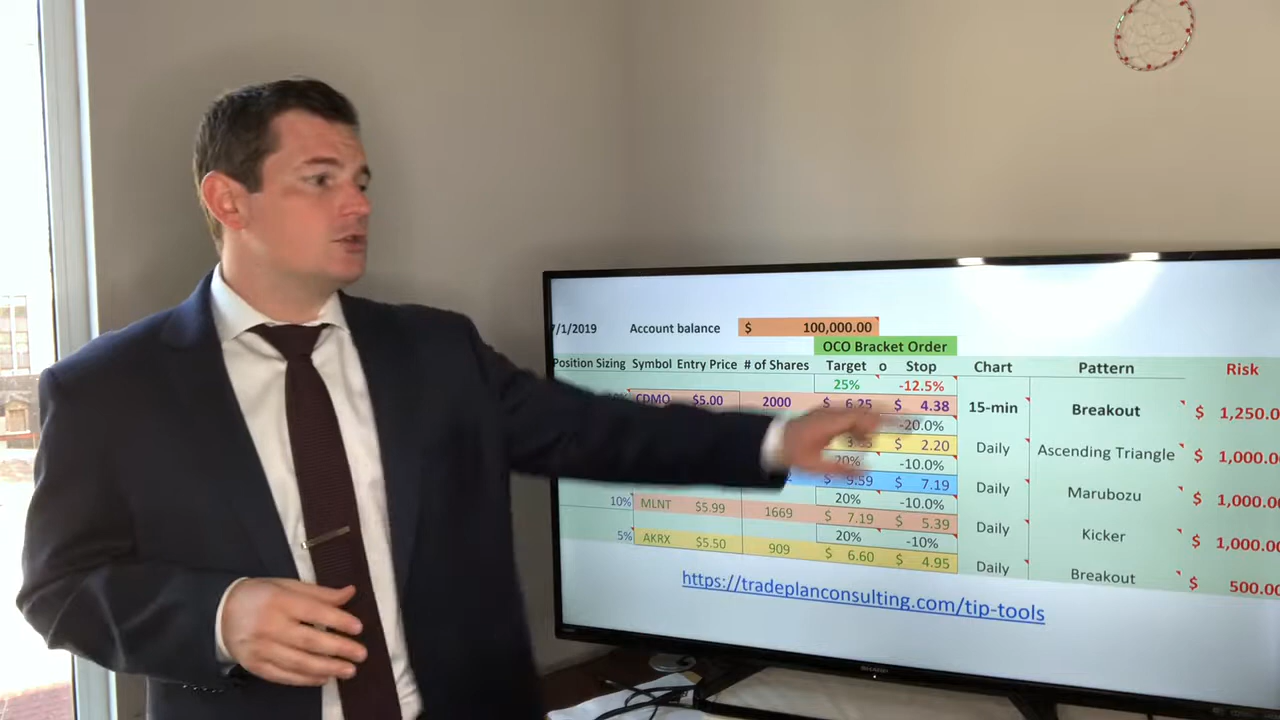 7/1/2019 Account balance $ 100,000.00
OCO Bracket Order
Position Sizing Symbol Entry Price # of Shares Target o Stop Chart Pattern Risk
25% -12.5%
CDMO $5.00 2000 $ 6.25 $ 4.38 15-min Breakout $ 1,250.0
-20.0%
$ 2.20 Daily Ascending Triangle $ 1,000.0
20% -10.0%
9.59 $ 7.19 Daily Marubozu $ 1,000.0
20% -10.0%
10% MLNT $5.99 1669 $ 7.19 $ 5.39 Daily Kicker $ 1,000.0
20% -10%
5% AKRX $5.50 909 $ 6.60 $ 4.95 Daily Breakout $ 500.00
https://tradeplanconsulting.com/tip-tools
SHARP